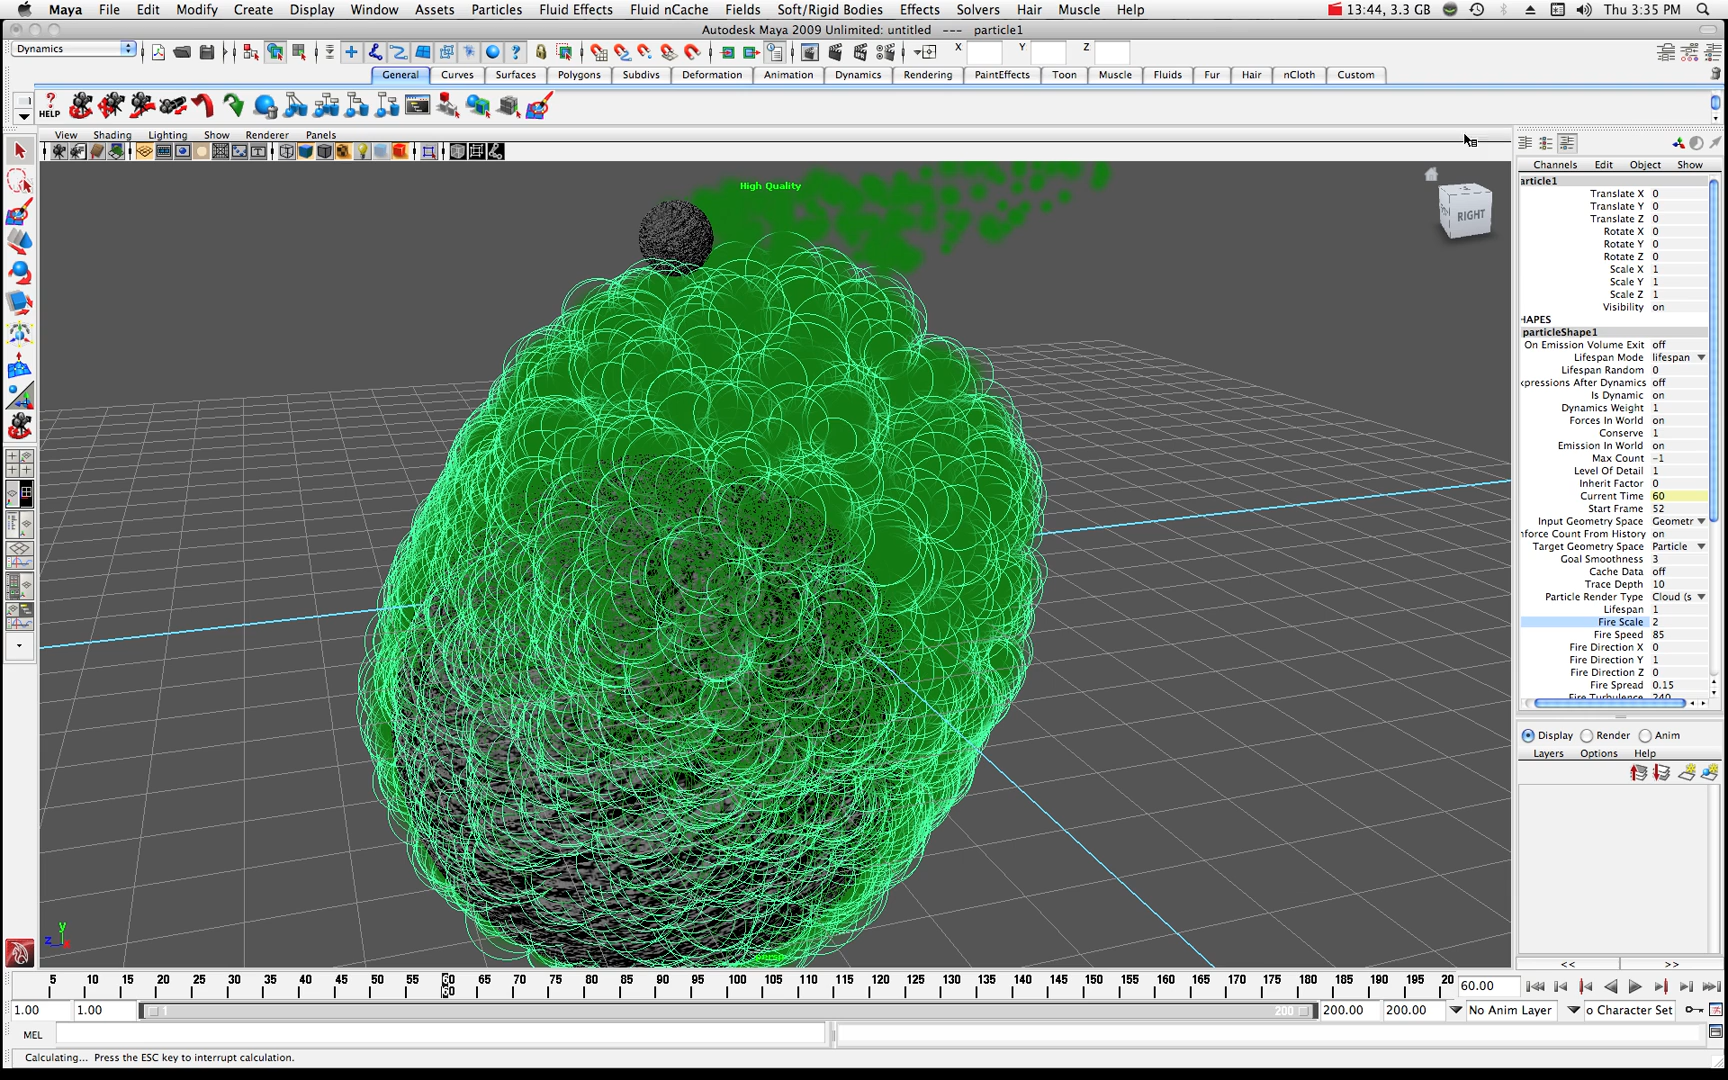 Maya File Edit Modify Create Display Window Assets Particles Fluid Effects Fluid nCache Fields Soft/Rigid Bodies Effects Solvers Hair Muscle Help 13:44, 3.3 GB Thu 3:35 PM
Autodesk Maya 2009 Unlimited: untitled --- particle1
Dynamics X Y Z
General Curves Surfaces Polygons Subdivs Deformation Animation Dynamics Rendering PaintEffects Toon Muscle Fluids Fur Hair nCloth Custom
HELP
View Shading Lighting Show Renderer Panels
Channels Edit Object Show
High Quality
RIGHT
article1
Translate X 0
Translate Y 0
Translate Z 0
Rotate X 0
Rotate Y 0
Rotate Z 0
Scale X 1
Scale Y 1
Scale Z 1
Visibility on
HAPES
particleShape1
On Emission Volume Exit off
Lifespan Mode lifespan
Lifespan Random 0
xpressions After Dynamics off
Is Dynamic on
Dynamics Weight 1
Forces In World on
Conserve 1
Emission In World on
Max Count -1
Level Of Detail 1
Inherit Factor 0
Current Time 60
Start Frame 52
Input Geometry Space Geometr
nforce Count From History on
Target Geometry Space Particle
Goal Smoothness 3
Cache Data off
Trace Depth 10
Particle Render Type Cloud (s
Lifespan 1
Fire Scale 2
Fire Speed 85
Fire Direction X 0
Fire Direction Y 1
Fire Direction Z 0
Fire Spread 0.15
Fire Turbulence 240
Display Render Anim
Layers Options Help
y
z
persp
<< >>
5 10 15 20 25 30 35 40 45 50 55 60 65 70 75 80 85 90 95 100 105 110 115 120 125 130 135 140 145 150 155 160 165 170 175 180 185 190 195 20
60 60.00
1.00 1.00 1 200 200.00 200.00 No Anim Layer o Character Set
MEL
Calculating... Press the ESC key to interrupt calculation.